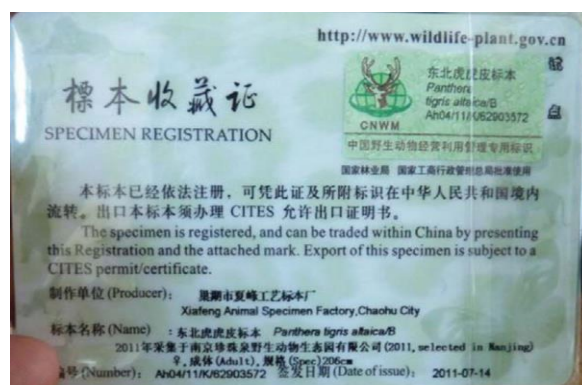 http://www.wildlife-plant.gov.cn
標本收藏证
SPECIMEN REGISTRATION
东北虎虎皮标本
Panthera
tigris altaica/B
Ah04/11/K/62903572
CNWM
中国野生动物经营利用管理专用标识
国家林业局 国家工商行政管理总局批准使用
本标本已经依法注册，可凭此证及所附标识在中华人民共和国境内
流转。出口本标本须办理 CITES 允许出口证明书。
The specimen is registered, and can be traded within China by presenting
this Registration and the attached mark. Export of this specimen is subject to a
CITES permit/certificate.
制作单位 (Producer)： 巢湖市夏峰工艺标本厂
Xiafeng Animal Specimen Factory,Chaohu City
标本名称 (Name) ：东北虎虎皮标本 Panthera tigris altaica/B
2011年采集于南京珍珠泉野生动物生态园有限公司(2011, selected in Nanjing)
♀, 成体(Adult), 规格(Spec)206cm
编号 (Number)： Ah04/11/K/62903572 签发日期 (Date of issue)： 2011-07-14